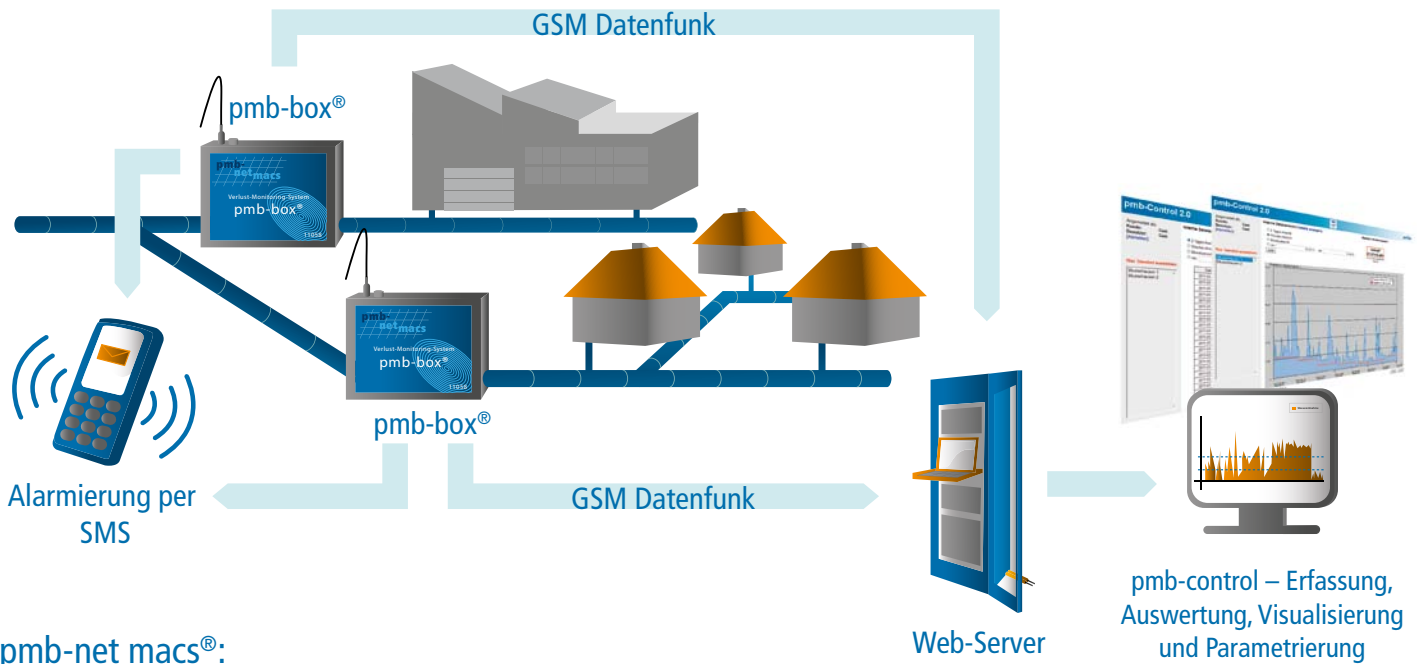 GSM Datenfunk
pmb-box®
pmb-
net macs
Verlust-Monitoring-System
pmb-box®
11056
pmb-
net macs
Verlust-Monitoring-System
pmb-box®
11056
pmb-box®
Alarmierung per
SMS
GSM Datenfunk
Web-Server
pmb-Control 2.0
pmb-Control 2.0
pmb-control – Erfassung,
Auswertung, Visualisierung
und Parametrierung
pmb-net macs®: